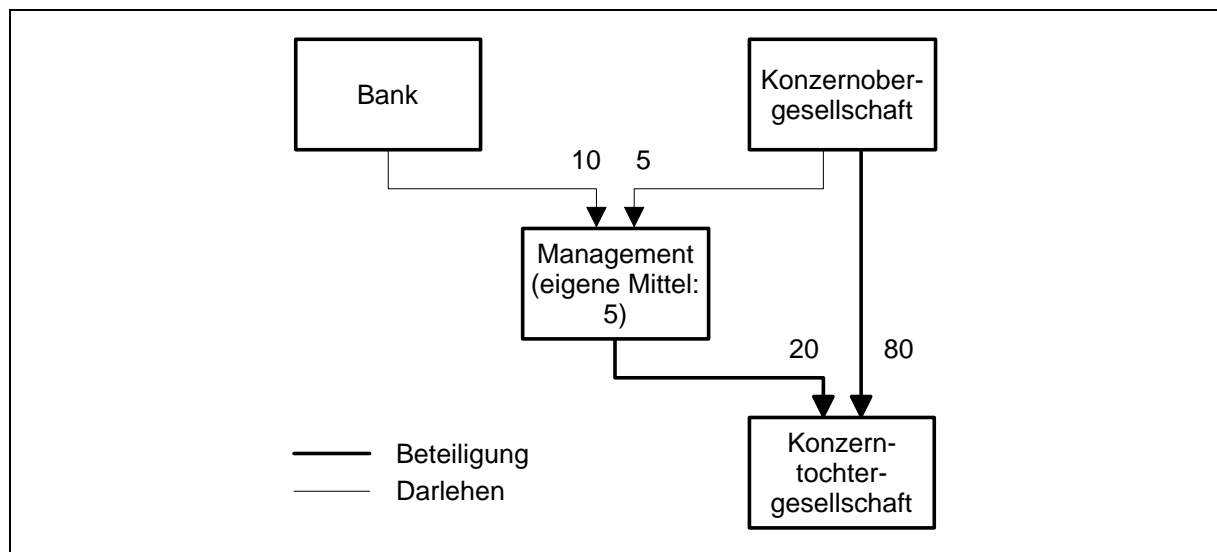 Bank
Konzernober-
gesellschaft
10 5
Management
(eigene Mittel:
5)
20 80
Konzern-
tochter-
gesellschaft
Beteiligung
Darlehen